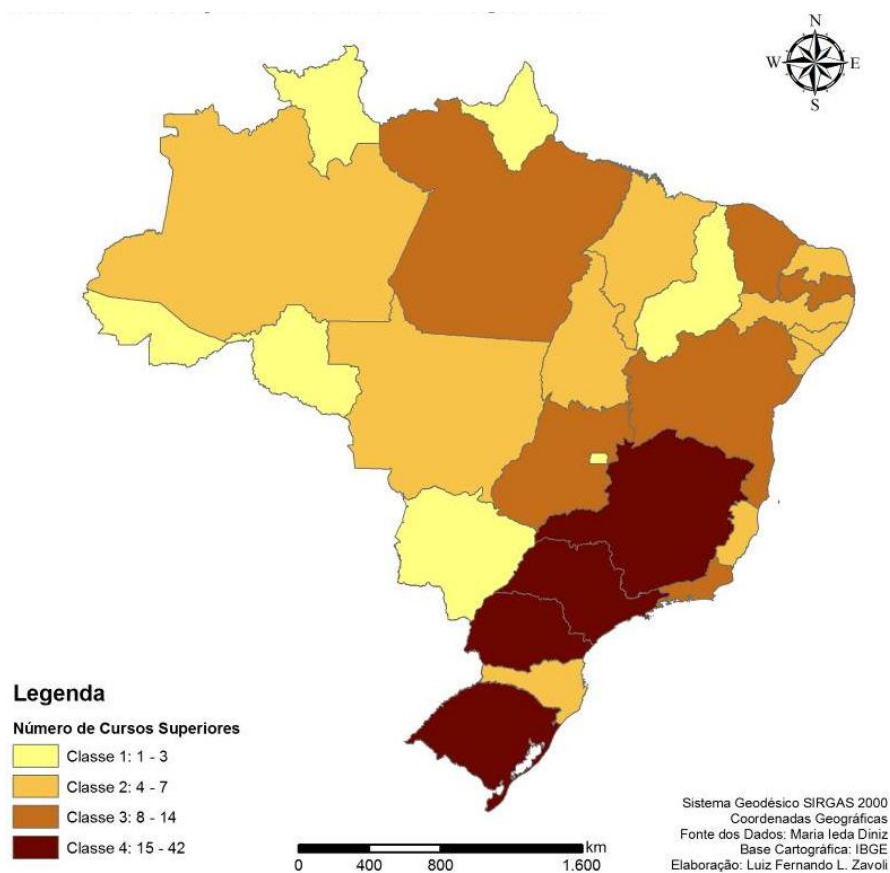 N
W E
S
Legenda
Número de Cursos Superiores
Classe 1: 1 - 3
Classe 2: 4 - 7
Classe 3: 8 - 14
Classe 4: 15 - 42
km
0 400 800 1.600
Sistema Geodésico SIRGAS 2000
Coordenadas Geográficas
Fonte dos Dados: Maria Ieda Diniz
Base Cartográfica: IBGE
Elaboração: Luiz Fernando L. Zavoli